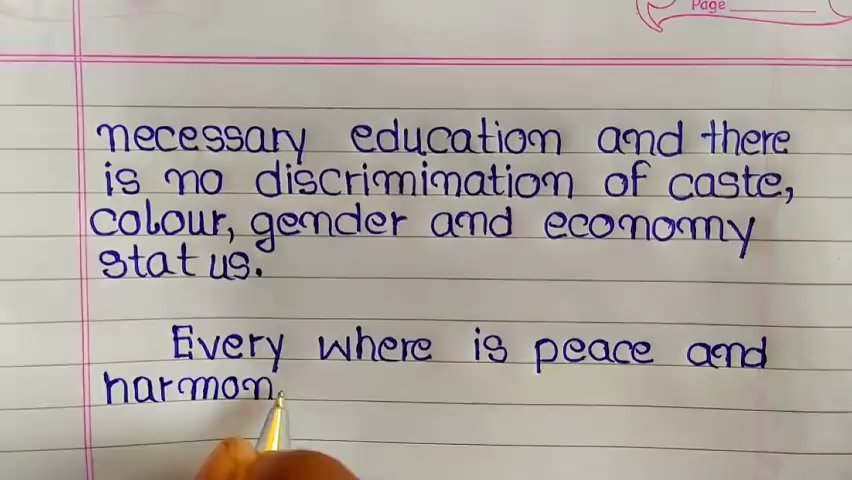 Page
necessary education and there
is no discrimination of caste,
colour, gender and economy
status.
Every where is peace and
harmon